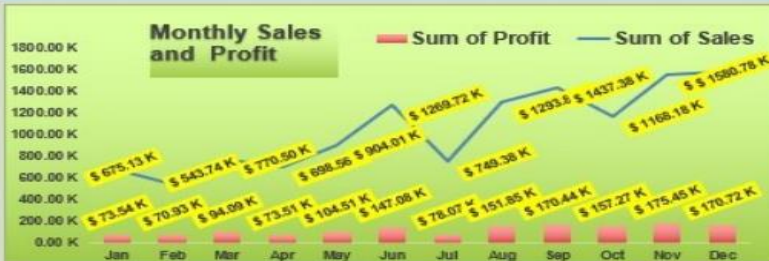 Monthly Sales
and Profit
Sum of Profit
Sum of Sales
1800.00 K
1600.00 K
1400.00 K
1200.00 K
1000.00 K
800.00 K
600.00 K
400.00 K
200.00 K
0.00 K
$ 675.13 K
$ 543.74 K
$ 770.50 K
$ 698.56
$ 904.01 K
$ 1269.72 K
$ 749.38 K
$ 1293.8
$ 1437.38 K
$ 1168.18 K
$ 1580.78 K
$ 73.54 K
$ 70.93 K
$ 94.09 K
$ 73.51 K
$ 104.51 K
$ 147.08 K
$ 78.07
$ 151.85 K
$ 170.44 K
$ 157.27 K
$ 175.45 K
$ 170.72 K
Jan Feb Mar Apr May Jun Jul Aug Sep Oct Nov Dec